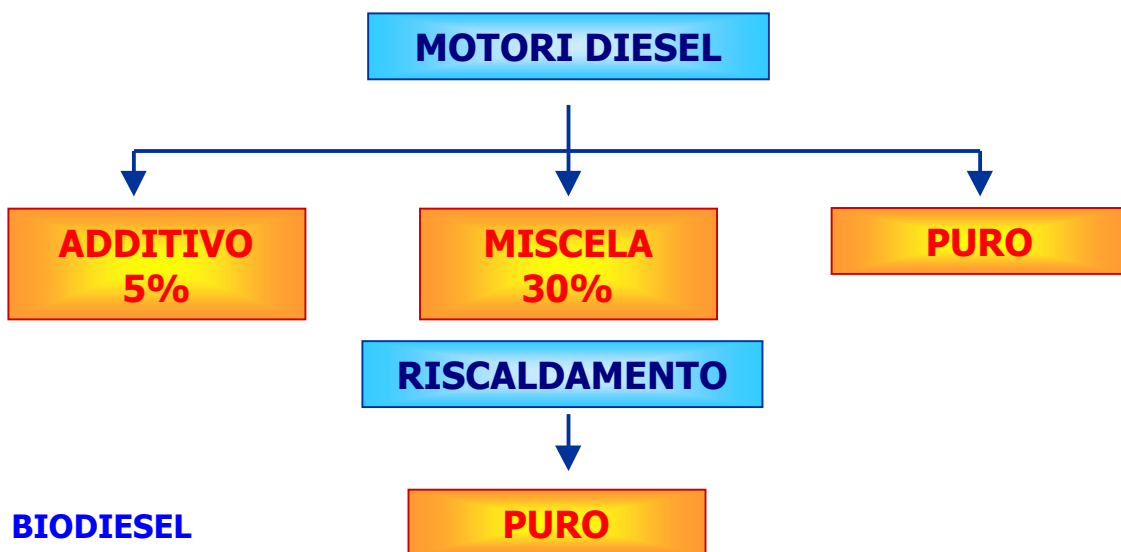 MOTORI DIESEL
ADDITIVO
5%
MISCELA
30%
PURO
RISCALDAMENTO
PURO
BIODIESEL